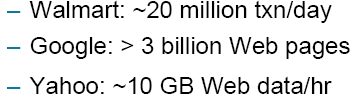 – Walmart: ~20 million txn/day
– Google: > 3 billion Web pages
– Yahoo: ~10 GB Web data/hr